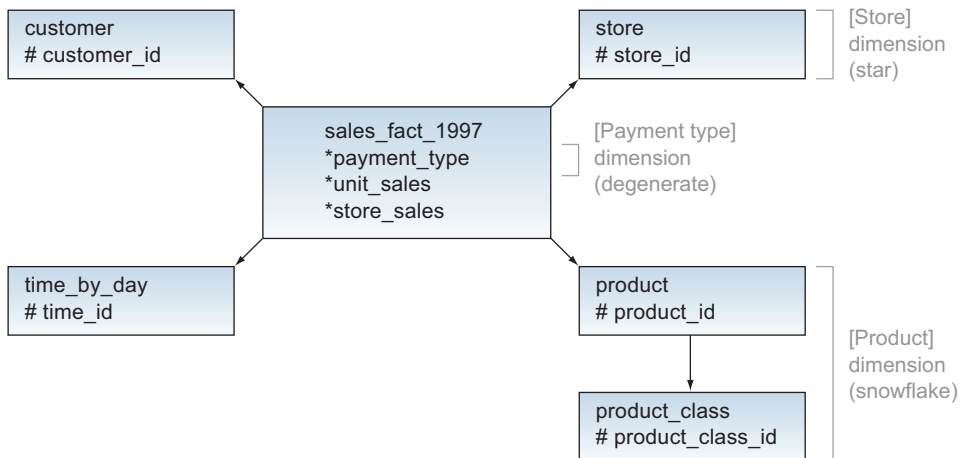 customer
# customer_id
store
# store_id
[Store]
dimension
(star)
sales_fact_1997
*payment_type
*unit_sales
*store_sales
[Payment type]
dimension
(degenerate)
time_by_day
# time_id
product
# product_id
[Product]
dimension
(snowflake)
product_class
# product_class_id